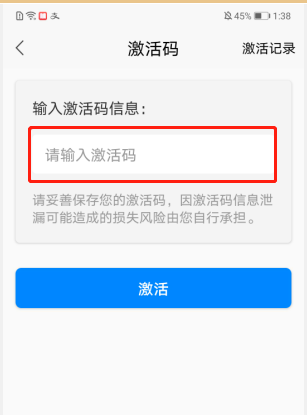 45% 1:38
激活码 激活记录
输入激活码信息：
请输入激活码
请妥善保存您的激活码，因激活码信息泄
漏可能造成的损失风险由您自行承担。
激活